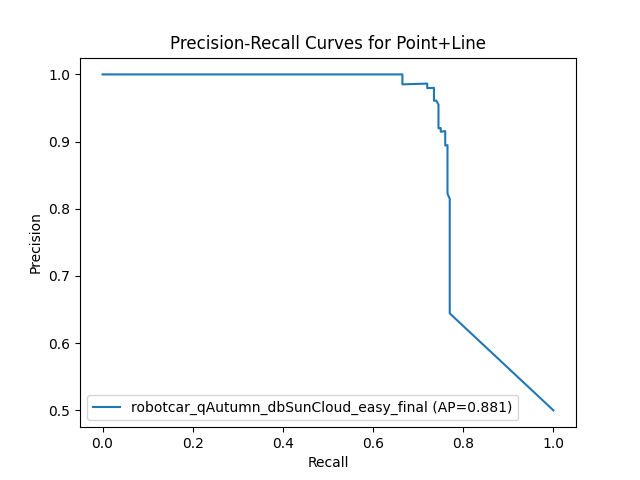 Precision-Recall Curves for Point+Line
Precision
1.0
0.9
0.8
0.7
0.6
0.5
robotcar_qAutumn_dbSunCloud_easy_final (AP=0.881)
0.0 0.2 0.4 0.6 0.8 1.0
Recall